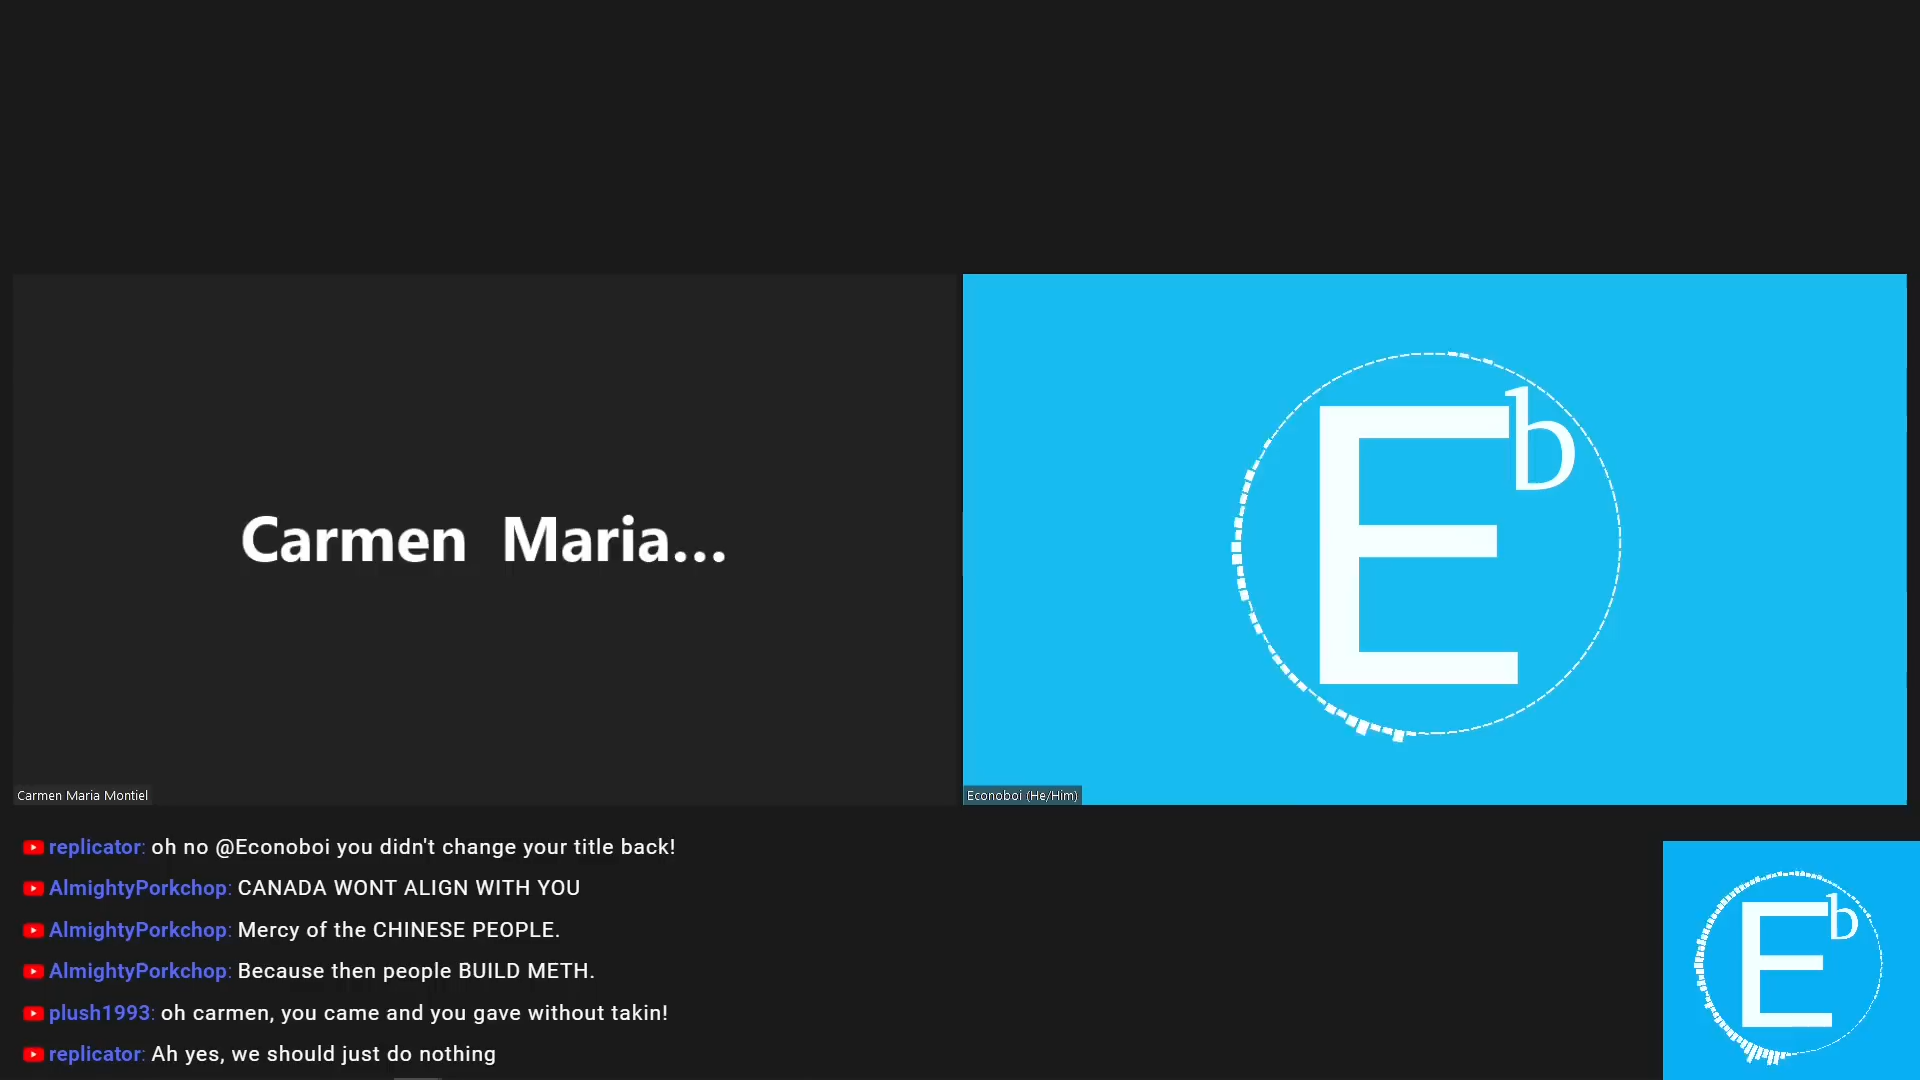 Carmen Maria...
Eb
Carmen Maria Montiel
Econoboi (He/Him)
replicator: oh no @Econoboi you didn't change your title back!
AlmightyPorkchop: CANADA WONT ALIGN WITH YOU
AlmightyPorkchop: Mercy of the CHINESE PEOPLE.
AlmightyPorkchop: Because then people BUILD METH.
plush1993: oh carmen, you came and you gave without takin!
replicator: Ah yes, we should just do nothing
Eb